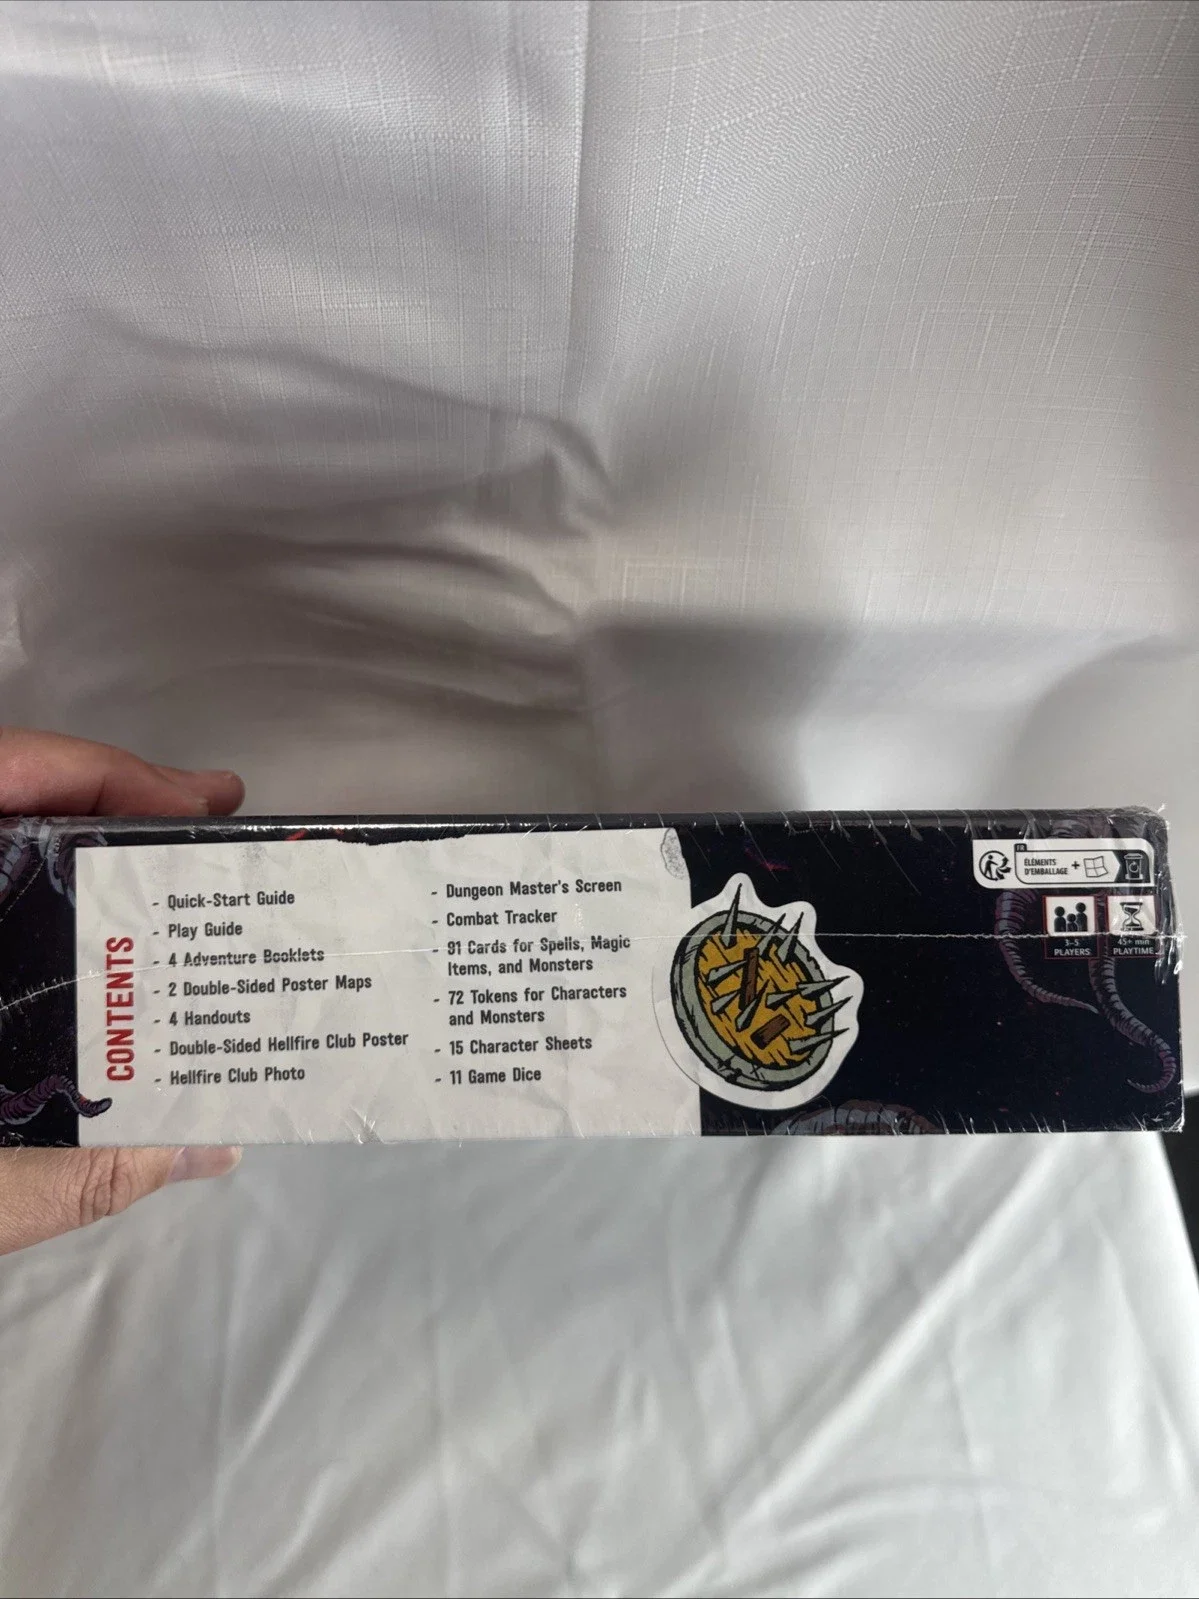 CONTENTS
- Quick-Start Guide
- Play Guide
- 4 Adventure Booklets
- 2 Double-Sided Poster Maps
- 4 Handouts
- Double-Sided Hellfire Club Poster
- Hellfire Club Photo
- Dungeon Master's Screen
- Combat Tracker
- 91 Cards for Spells, Magic
Items, and Monsters
- 72 Tokens for Characters
and Monsters
- 15 Character Sheets
- 11 Game Dice
FR
ÉLÉMENTS
D'EMBALLAGE +
3-5
PLAYERS
45+ min
PLAYTIME